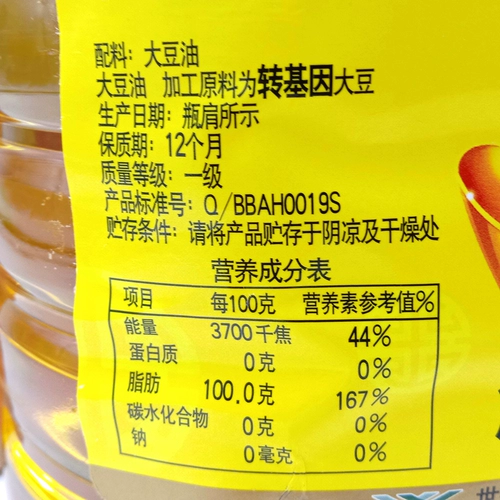 配料：大豆油
大豆油 加工原料为转基因大豆
生产日期：瓶肩所示
保质期：12个月
质量等级：一级
产品标准号：Q/BBAH0019S
贮存条件：请将产品贮存于阴凉及干燥处
营养成分表
项目 每100克 营养素参考值%
能量 3700千焦 44%
蛋白质 0克 0%
脂肪 100.0克 167%
碳水化合物 0克 0%
钠 0毫克 0%